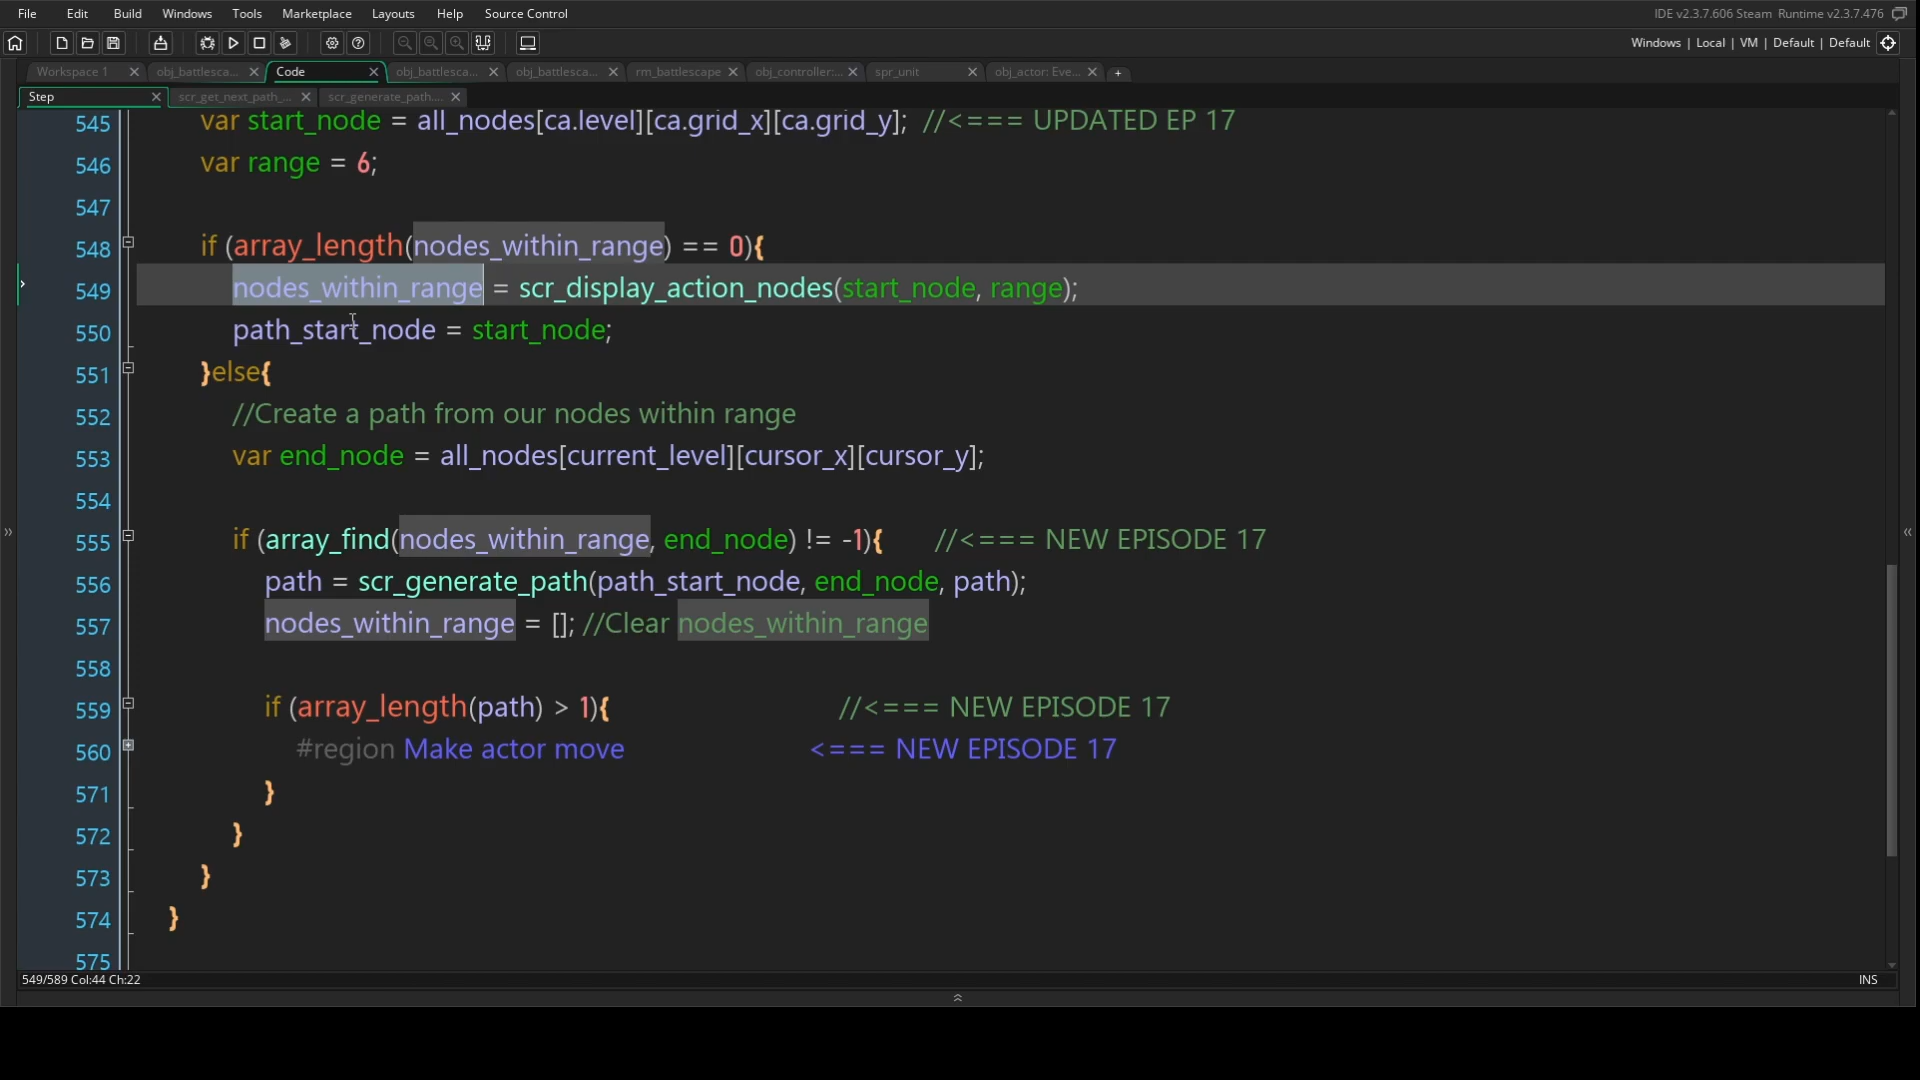 File Edit Build Windows Tools Marketplace Layouts Help Source Control IDE v2.3.7.606 Steam Runtime v2.3.7.476
Windows | Local | VM | Default | Default
Workspace 1 obj_battlesca... Code obj_battlesca... obj_battlesca... rm_battlescape obj_controller:... spr_unit obj_actor: Eve... +
Step scr_get_next_path_... scr_generate_path....
545 var start_node = all_nodes[ca.level][ca.grid_x][ca.grid_y]; //<=== UPDATED EP 17
546 var range = 6;
547
548 if (array_length(nodes_within_range) == 0){
549 nodes_within_range = scr_display_action_nodes(start_node, range);
550 path_start_node = start_node;
551 }else{
552 //Create a path from our nodes within range
553 var end_node = all_nodes[current_level][cursor_x][cursor_y];
554
555 if (array_find(nodes_within_range, end_node) != -1){ //<=== NEW EPISODE 17
556 path = scr_generate_path(path_start_node, end_node, path);
557 nodes_within_range = []; //Clear nodes_within_range
558
559 if (array_length(path) > 1){ //<=== NEW EPISODE 17
560 #region Make actor move <=== NEW EPISODE 17
571 }
572 }
573 }
574 }
575
549/589 Col:44 Ch:22 INS